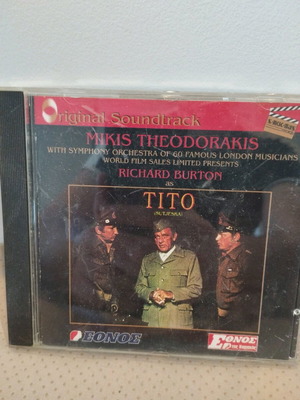 Original Soundtrack
MIKIS THEODORAKIS
WITH SYMPHONY ORCHESTRA OF 60 FAMOUS LONDON MUSICIANS
WORLD FILM SALES LIMITED PRESENTS
RICHARD BURTON
as
TITO
(SUTJESKA)
ΕΘΝΟΣ
ΕΘΝΟΣ